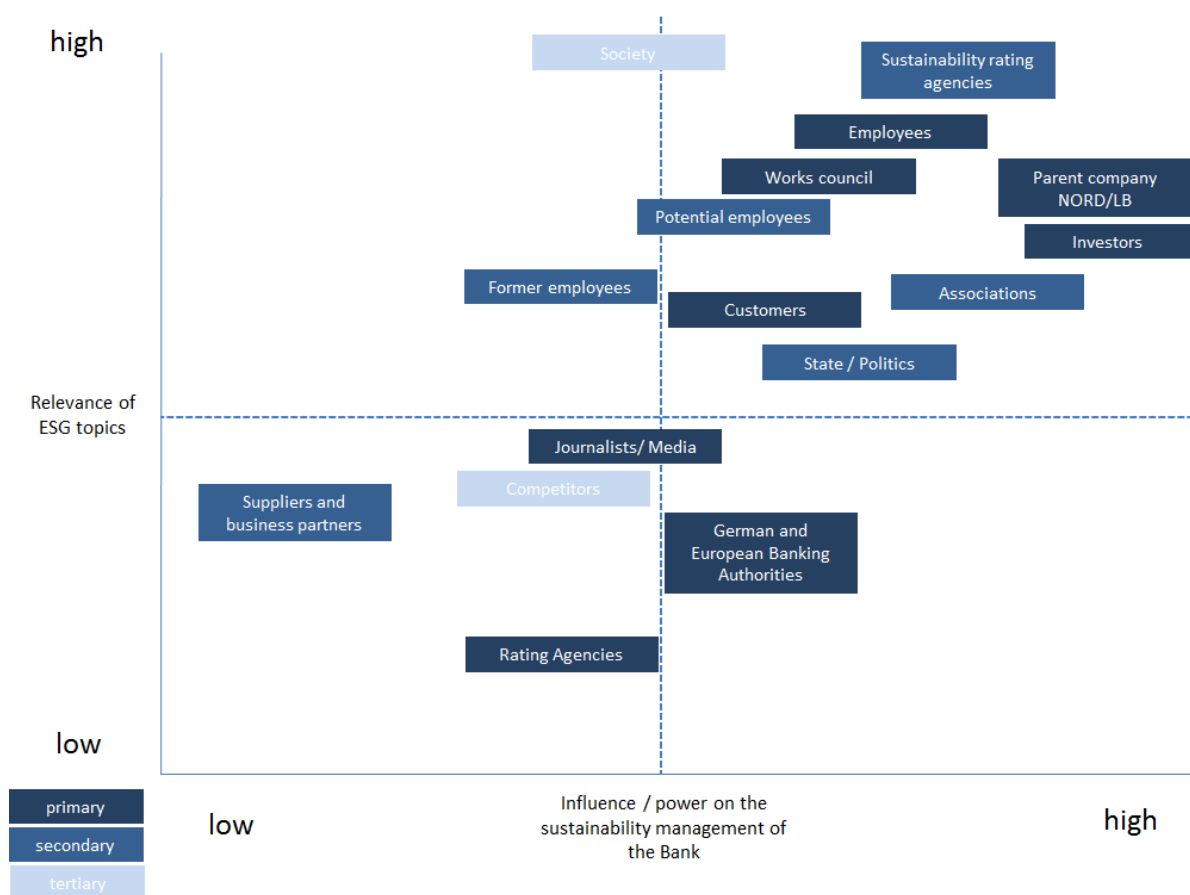 high
Society
Sustainability rating
agencies
Employees
Works council
Parent company
NORD/LB
Potential employees
Investors
Former employees
Associations
Customers
State / Politics
Relevance of
ESG topics
Journalists/ Media
Competitors
Suppliers and
business partners
German and
European Banking
Authorities
Rating Agencies
low
primary
secondary
tertiary
low
Influence / power on the
sustainability management of
the Bank
high